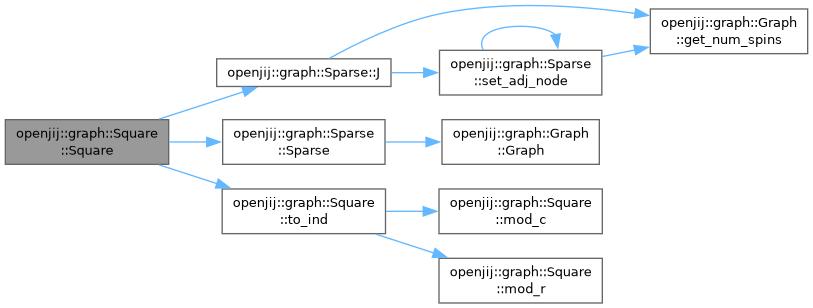 openjij::graph::Square
::Square
openjij::graph::Sparse::J
openjij::graph::Sparse
::set_adj_node
openjij::graph::Graph
::get_num_spins
openjij::graph::Sparse
::Sparse
openjij::graph::Graph
::Graph
openjij::graph::Square
::to_ind
openjij::graph::Square
::mod_c
openjij::graph::Square
::mod_r